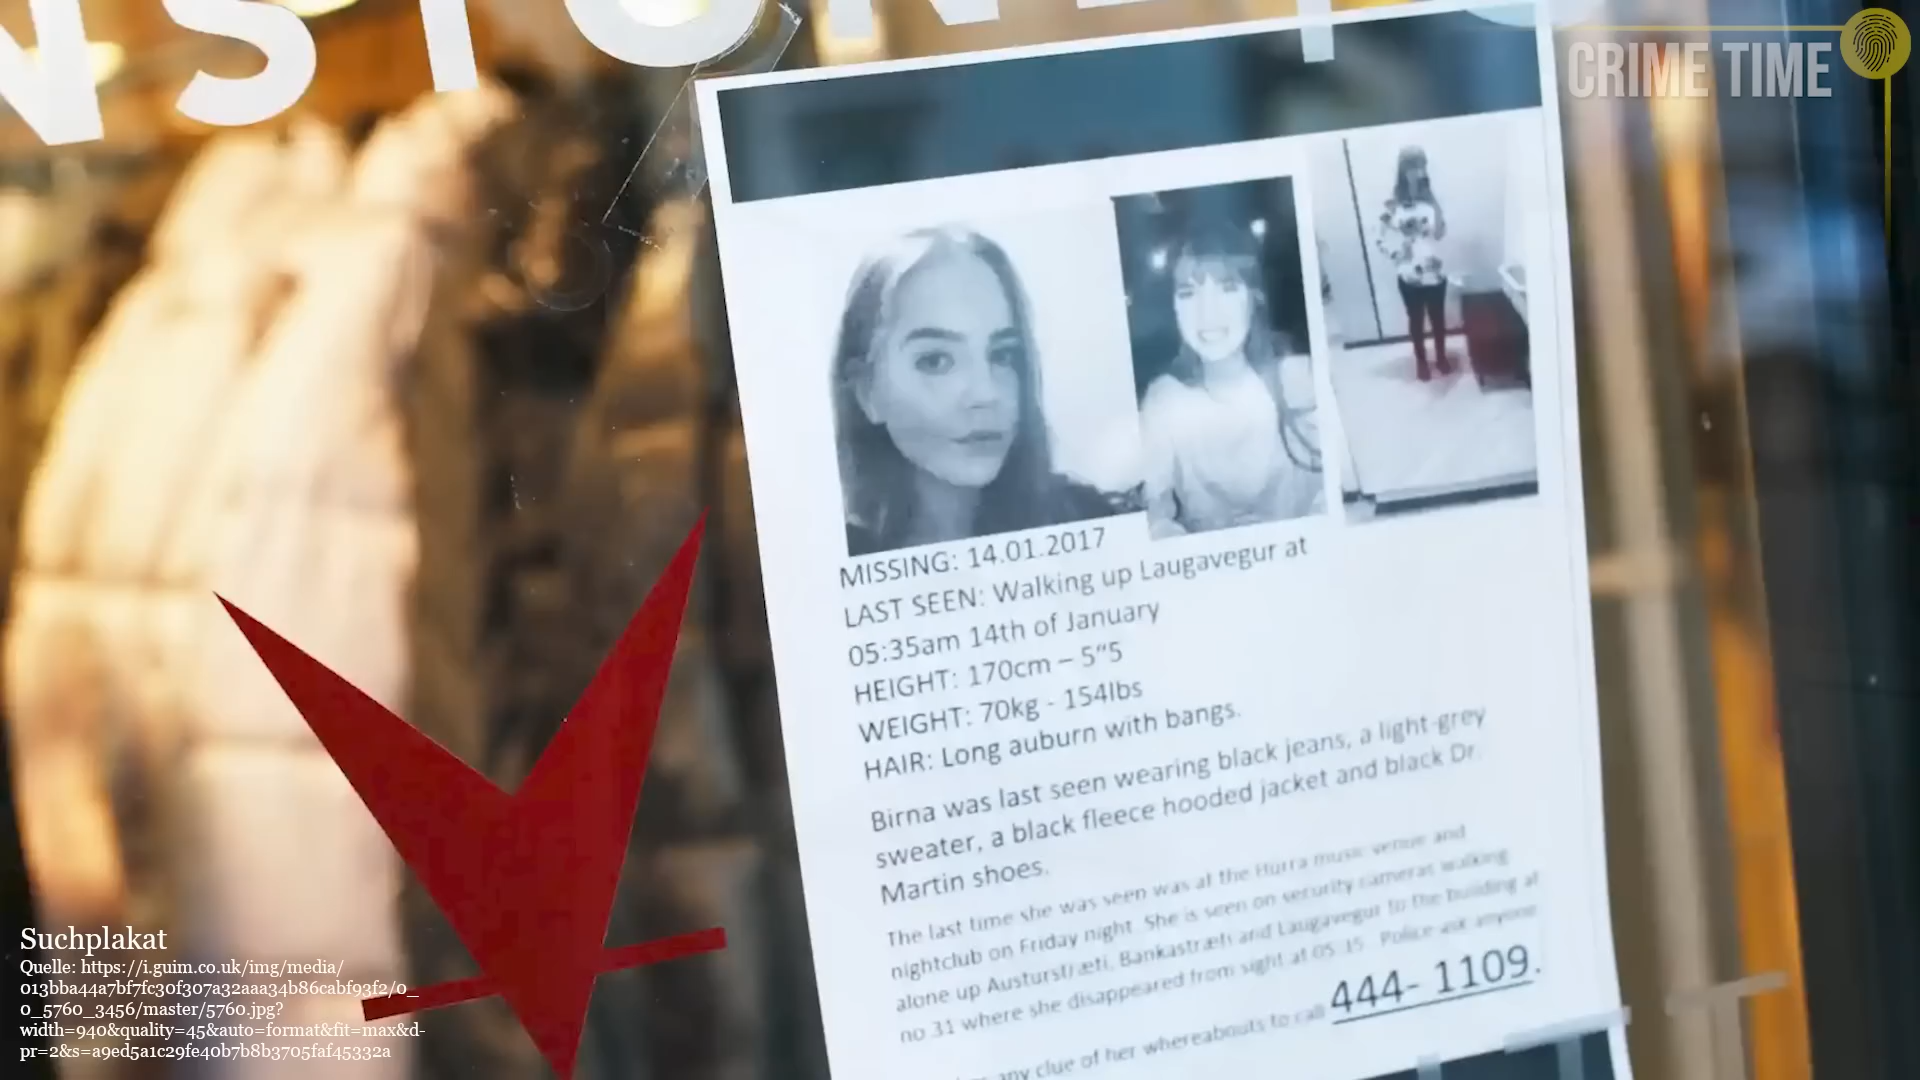 CRIME TIME
MISSING: 14.01.2017
LAST SEEN: Walking up Laugavegur at
05:35am 14th of January
HEIGHT: 170cm – 5"5
WEIGHT: 70kg - 154lbs
HAIR: Long auburn with bangs.
Birna was last seen wearing black jeans, a light-grey
sweater, a black fleece hooded jacket and black Dr.
Martin shoes.
The last time she was seen was at the Húrra music venue and
nightclub on Friday night. She is seen on security cameras walking
alone up Austurstræti, Bankastræti and Laugavegur to the building at
no 31 where she disappeared from sight at 05:15. Police ask anyone
any clue of her whereabouts to call 444- 1109.
Suchplakat
Quelle: https://i.guim.co.uk/img/media/
013bba44a7bf7fc30f307a32aaa34b86cabf93f2/0_
0_5760_3456/master/5760.jpg?
width=940&quality=45&auto=format&fit=max&d-
pr=2&s=a9ed5a1c29fe40b7b8b3705faf45332a